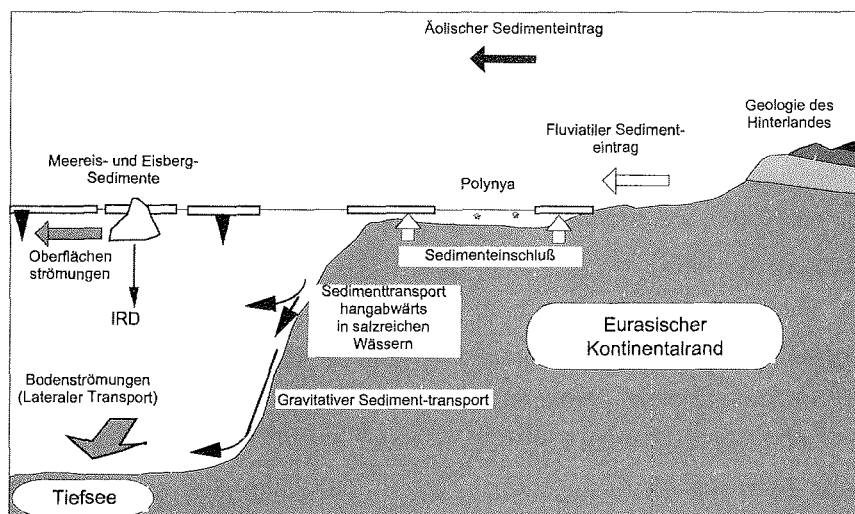 Äolischer Sedimenteintrag
Geologie des
Hinterlandes
Fluviatiler Sediment-
eintrag
Meereis- und Eisberg-
Sedimente
Polynya
Oberflächen
strömungen
Sedimenteinschluß
IRD
Sedimenttransport
hangabwärts
in salzreichen
Wässern
Eurasischer
Kontinentalrand
Bodenströmungen
(Lateraler Transport)
Gravitativer Sediment-transport
Tiefsee